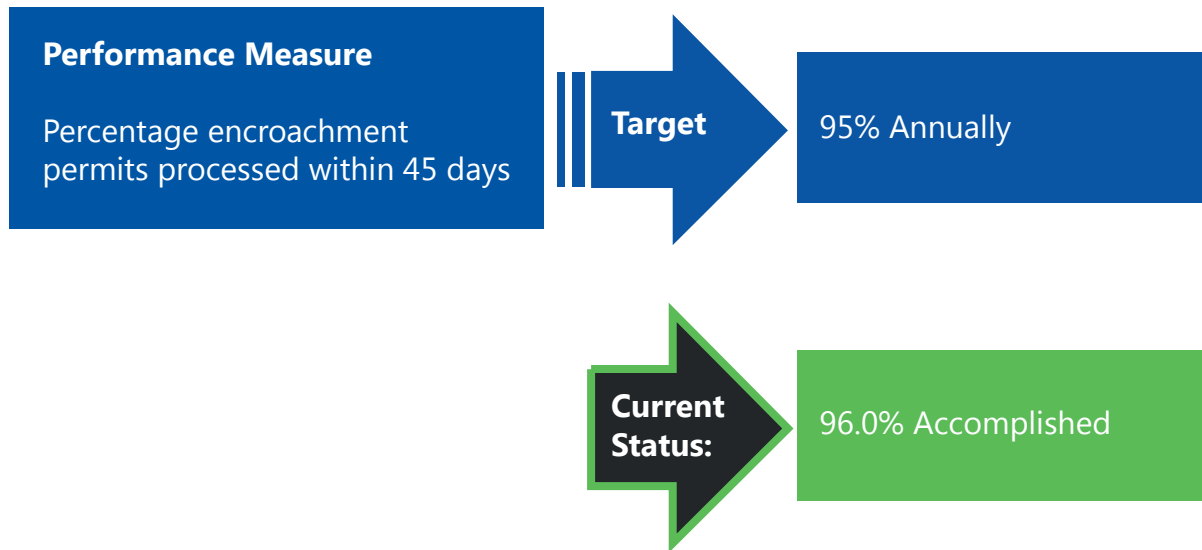 Performance Measure
Percentage encroachment
permits processed within 45 days
Target
95% Annually
Current
Status:
96.0% Accomplished